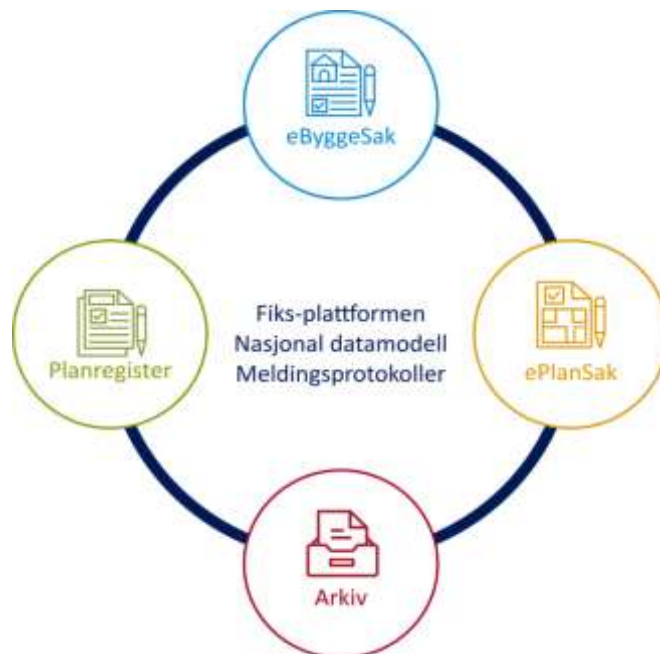 eByggeSak
Fiks-plattformen
Nasjonal datamodell
Meldingsprotokoller
Planregister
ePlanSak
Arkiv